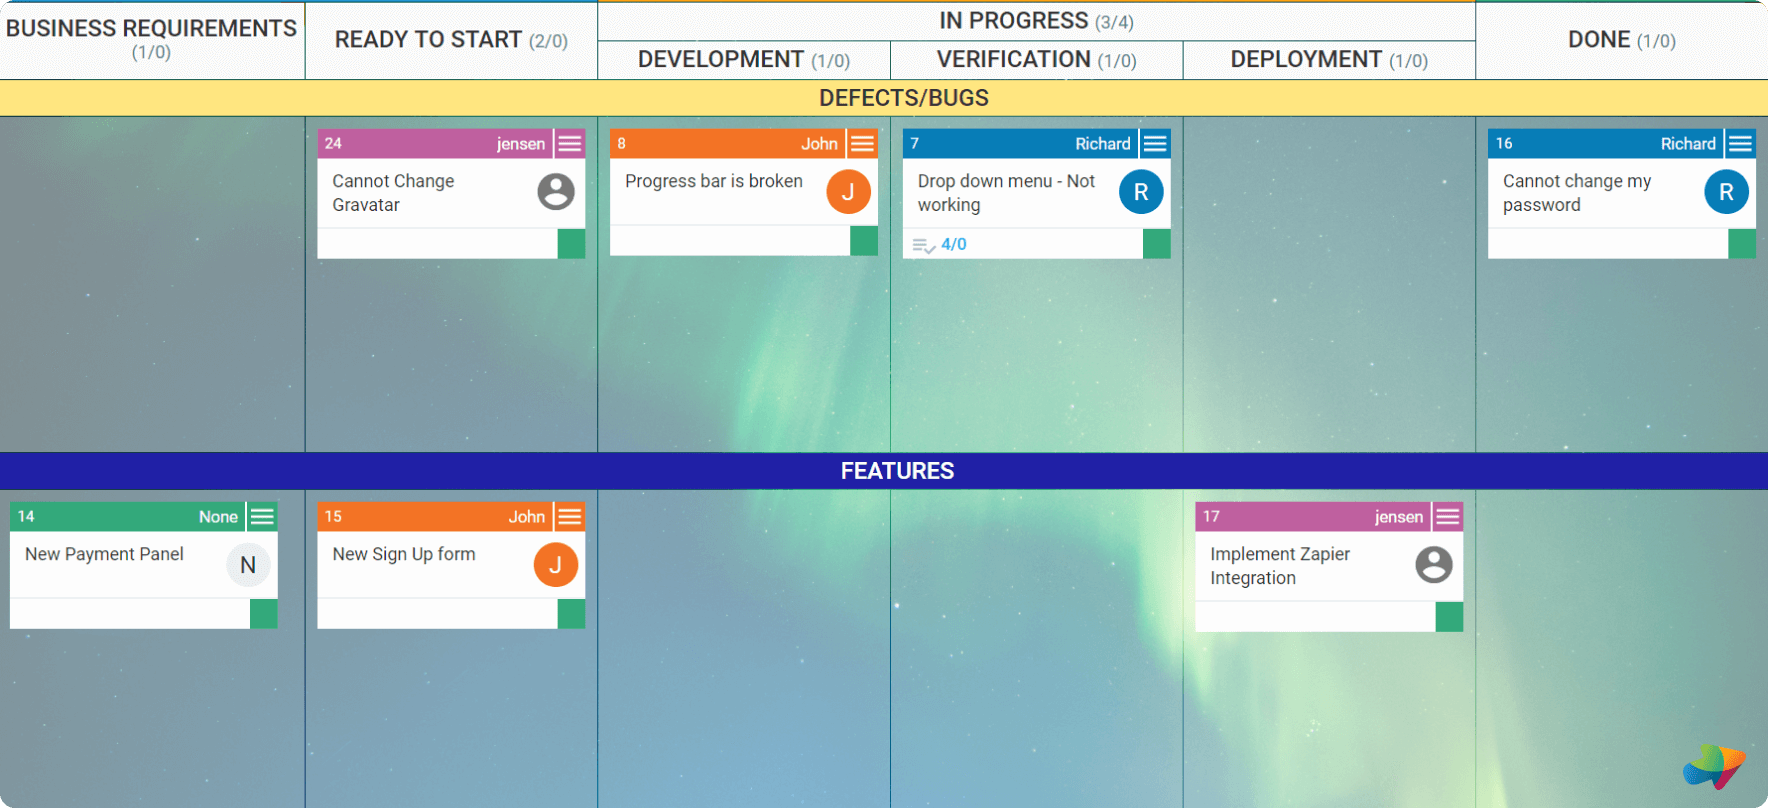 BUSINESS REQUIREMENTS
(1/0)
READY TO START (2/0)
IN PROGRESS (3/4)
DEVELOPMENT (1/0)
VERIFICATION (1/0)
DEPLOYMENT (1/0)
DONE (1/0)
DEFECTS/BUGS
24 jensen
Cannot Change
Gravatar
8 John
Progress bar is broken
J
7 Richard
Drop down menu - Not
working
R
4/0
16 Richard
Cannot change my
password
R
FEATURES
14 None
New Payment Panel
N
15 John
New Sign Up form
J
17 jensen
Implement Zapier
Integration